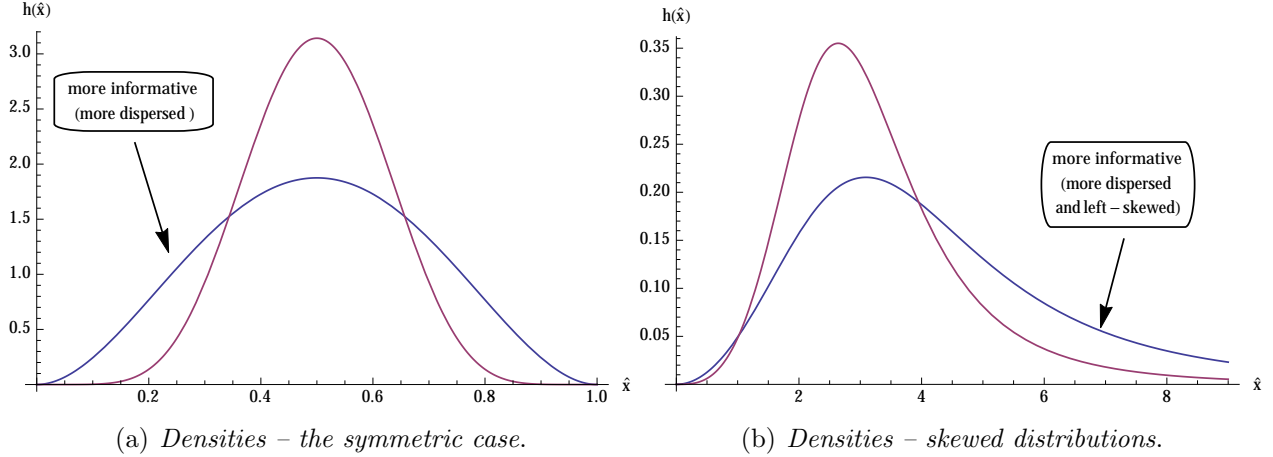 h(x̂)
3.0
2.5
2.0
1.5
1.0
0.5
more informative
(more dispersed )
0.2
0.4
0.6
0.8
1.0
x̂
(a) Densities – the symmetric case.
h(x̂)
0.35
0.30
0.25
0.20
0.15
0.10
0.05
more informative
(more dispersed
and left – skewed)
2
4
6
8
x̂
(b) Densities – skewed distributions.